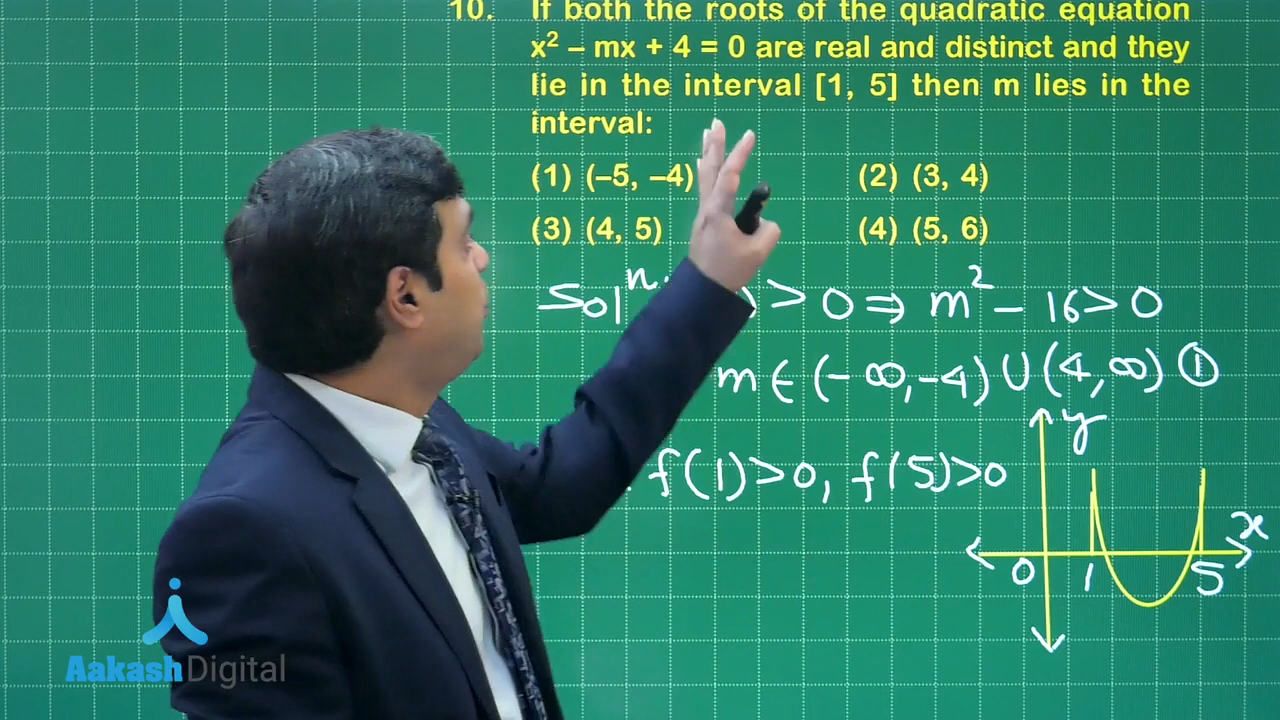 10. If both the roots of the quadratic equation
x² – mx + 4 = 0 are real and distinct and they
lie in the interval [1, 5] then m lies in the
interval:
(1) (–5, –4) (2) (3, 4)
(3) (4, 5) (4) (5, 6)
Solⁿ: > 0 ⇒ m² – 16 > 0
m ∈ (– ∞, –4) ∪ (4, ∞) ①
f(1) > 0, f(5) > 0
y
x
0 1 5
Aakash Digital